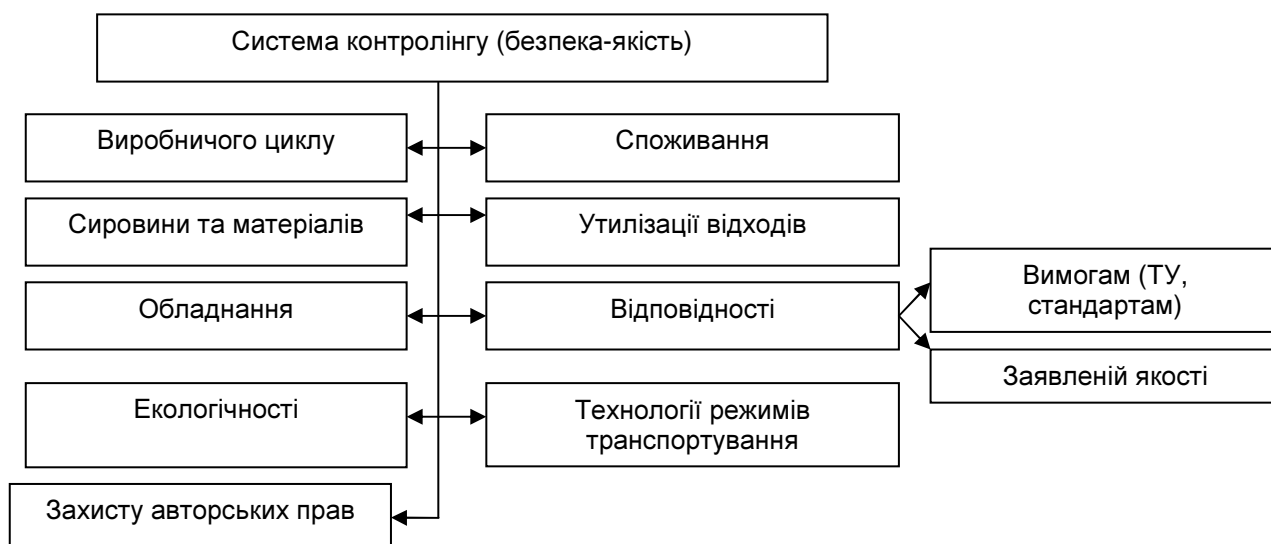 Система контролінгу (безпека-якість)
Виробничого циклу
Споживання
Сировини та матеріалів
Утилізації відходів
Обладнання
Відповідності
Вимогам (ТУ,
стандартам)
Заявленій якості
Екологічності
Технології режимів
транспортування
Захисту авторських прав